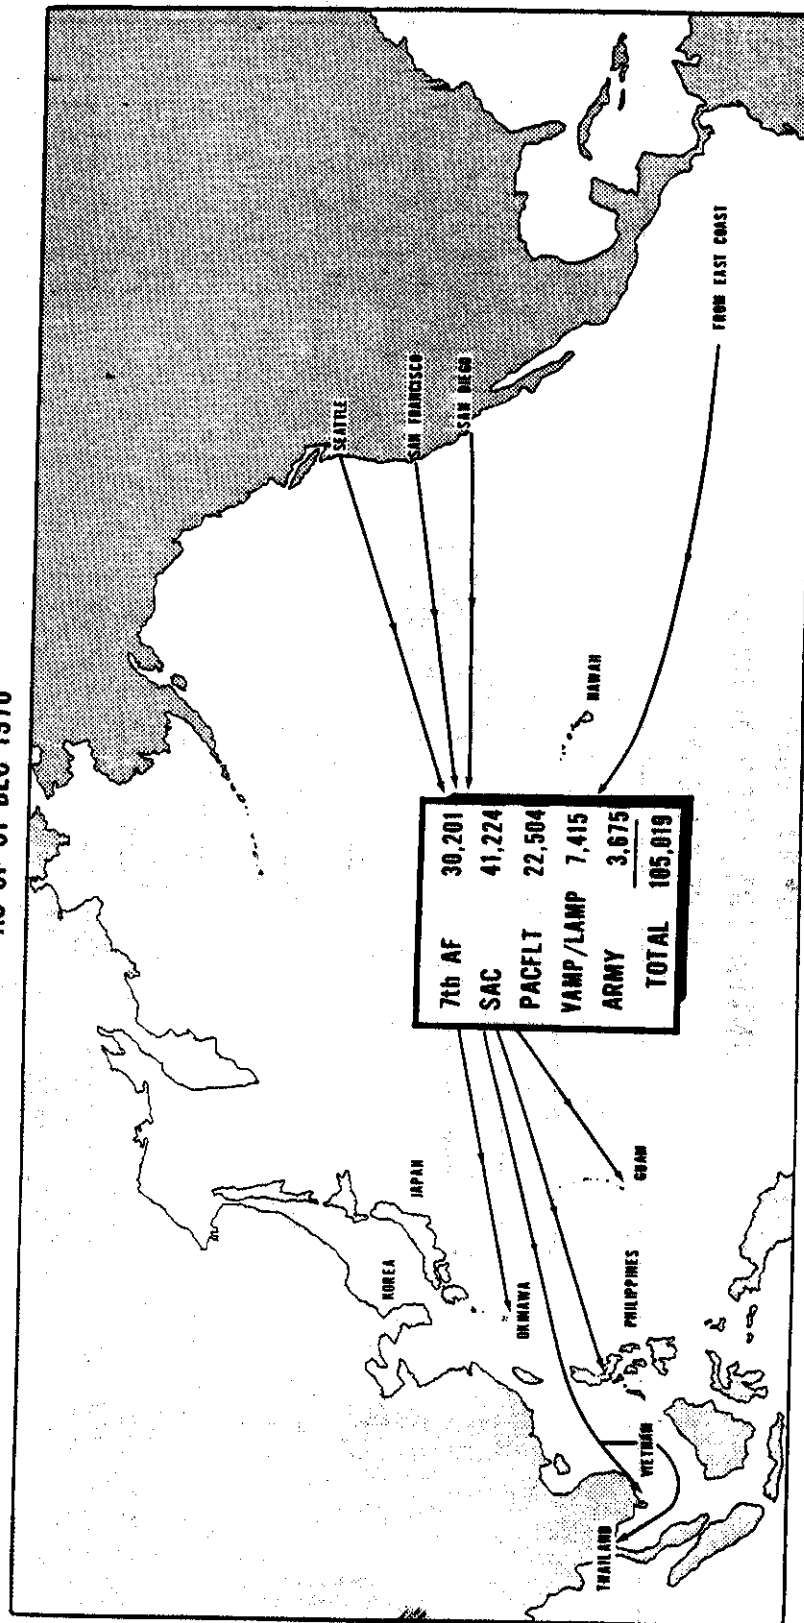 AS OF 31 DEC 1970
SEATTLE
SAN FRANCISCO
SAN DIEGO
FROM EAST COAST
HAWAII
7th AF 30,201
SAC 41,224
PACFLT 22,504
VAMP/LAMP 7,415
ARMY 3,675
TOTAL 105,019
KOREA
JAPAN
OKINAWA
GUAM
PHILIPPINES
VIETNAM
THAILAND